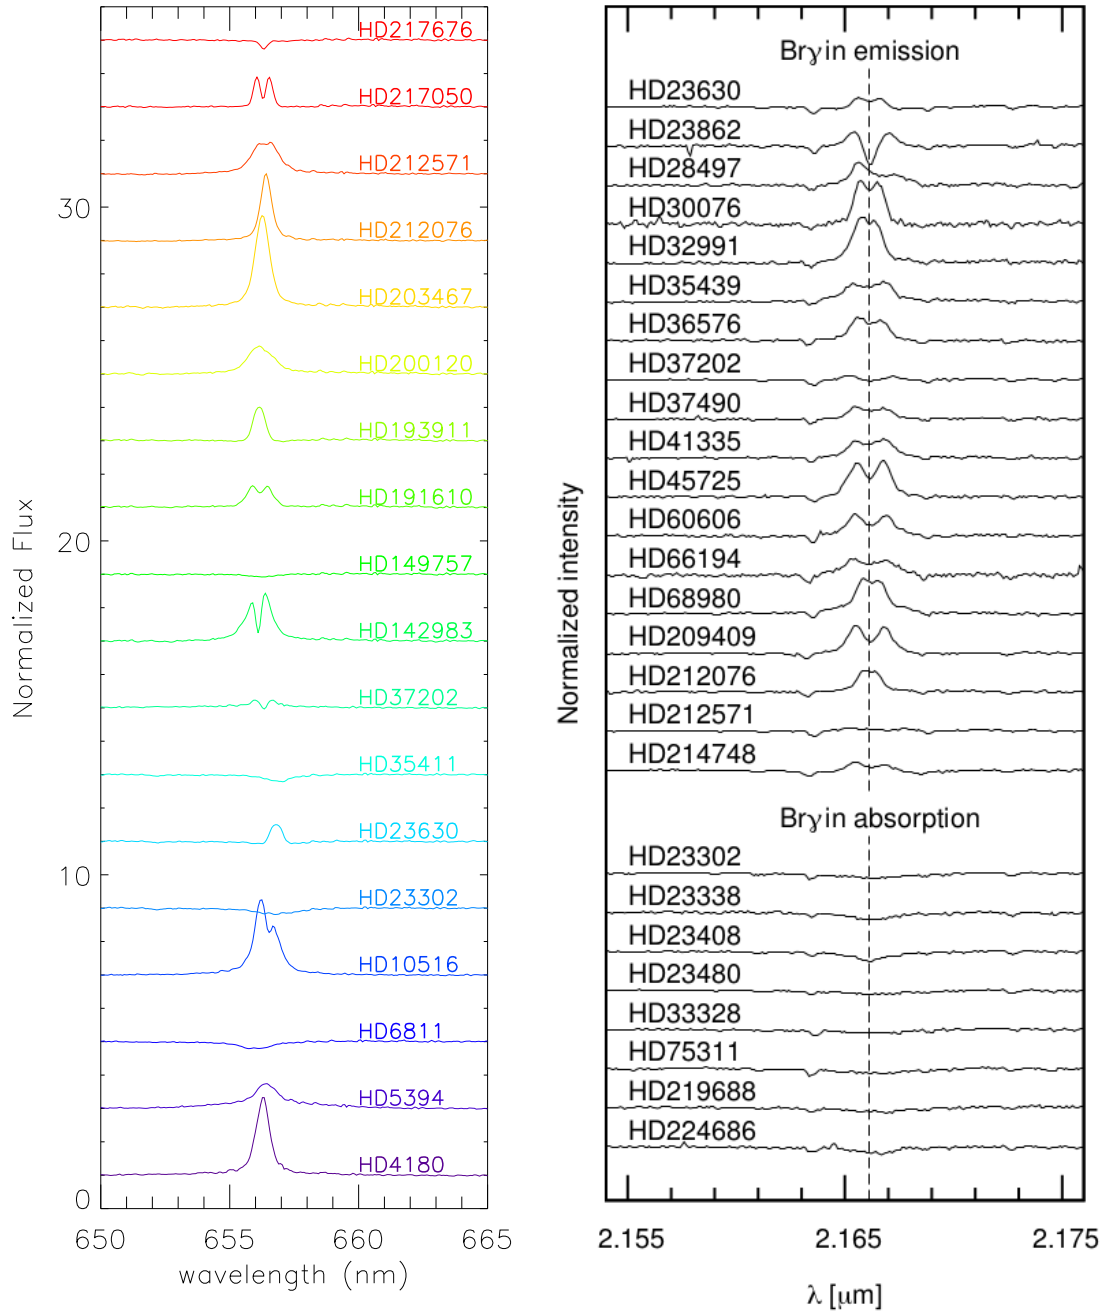 HD217676
HD217050
HD212571
30
HD212076
HD203467
HD200120
HD193911
HD191610
20
HD149757
HD142983
HD37202
HD35411
HD23630
10
HD23302
HD10516
HD6811
HD5394
HD4180
0
650 655 660 665
wavelength (nm)
Normalized Flux
Brγ in emission
HD23630
HD23862
HD28497
HD30076
HD32991
HD35439
HD36576
HD37202
HD37490
HD41335
HD45725
HD60606
HD66194
HD68980
HD209409
HD212076
HD212571
HD214748
Brγ in absorption
HD23302
HD23338
HD23408
HD23480
HD33328
HD75311
HD219688
HD224686
2.155 2.165 2.175
λ [μm]
Normalized intensity